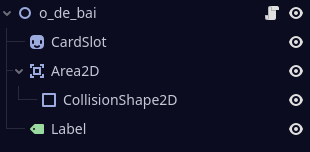 o_de_bai
CardSlot
Area2D
CollisionShape2D
Label